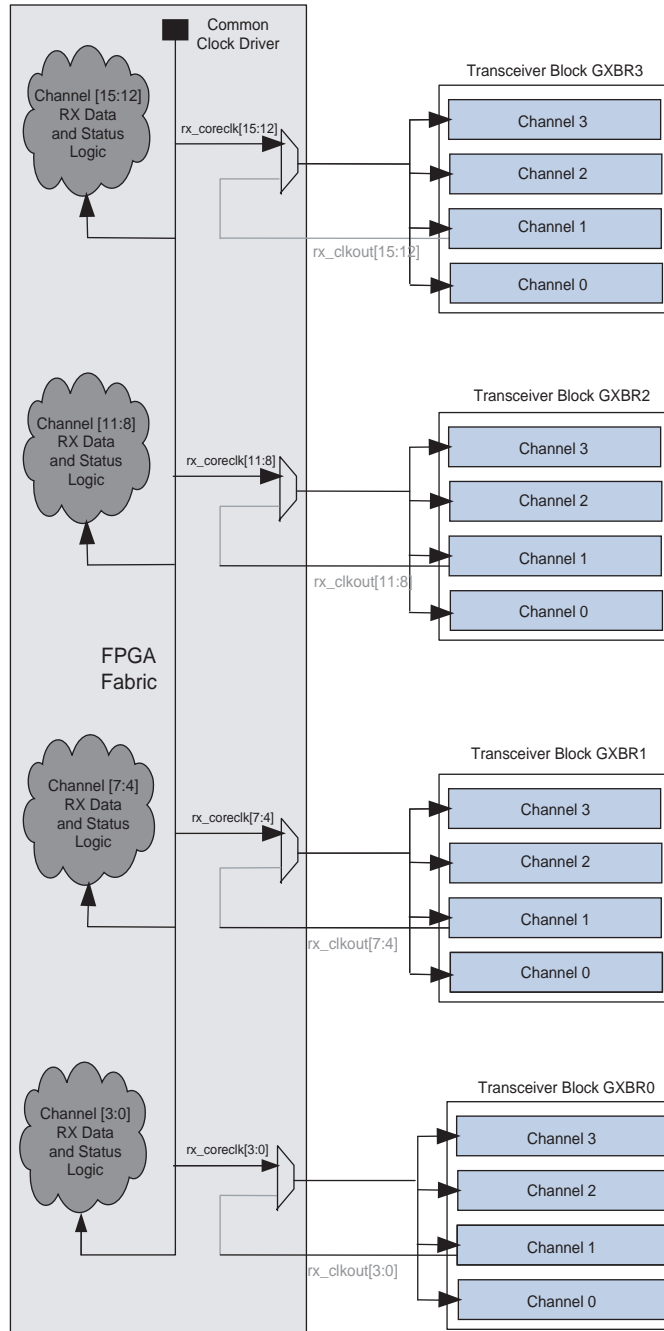 Common
Clock Driver
Transceiver Block GXBR3
Channel [15:12]
RX Data
and Status
Logic
rx_coreclk[15:12]
rx_clkout[15:12]
Channel 3
Channel 2
Channel 1
Channel 0
Transceiver Block GXBR2
Channel [11:8]
RX Data
and Status
Logic
rx_coreclk[11:8]
rx_clkout[11:8]
Channel 3
Channel 2
Channel 1
Channel 0
FPGA
Fabric
Transceiver Block GXBR1
Channel [7:4]
RX Data
and Status
Logic
rx_coreclk[7:4]
rx_clkout[7:4]
Channel 3
Channel 2
Channel 1
Channel 0
Transceiver Block GXBR0
Channel [3:0]
RX Data
and Status
Logic
rx_coreclk[3:0]
rx_clkout[3:0]
Channel 3
Channel 2
Channel 1
Channel 0